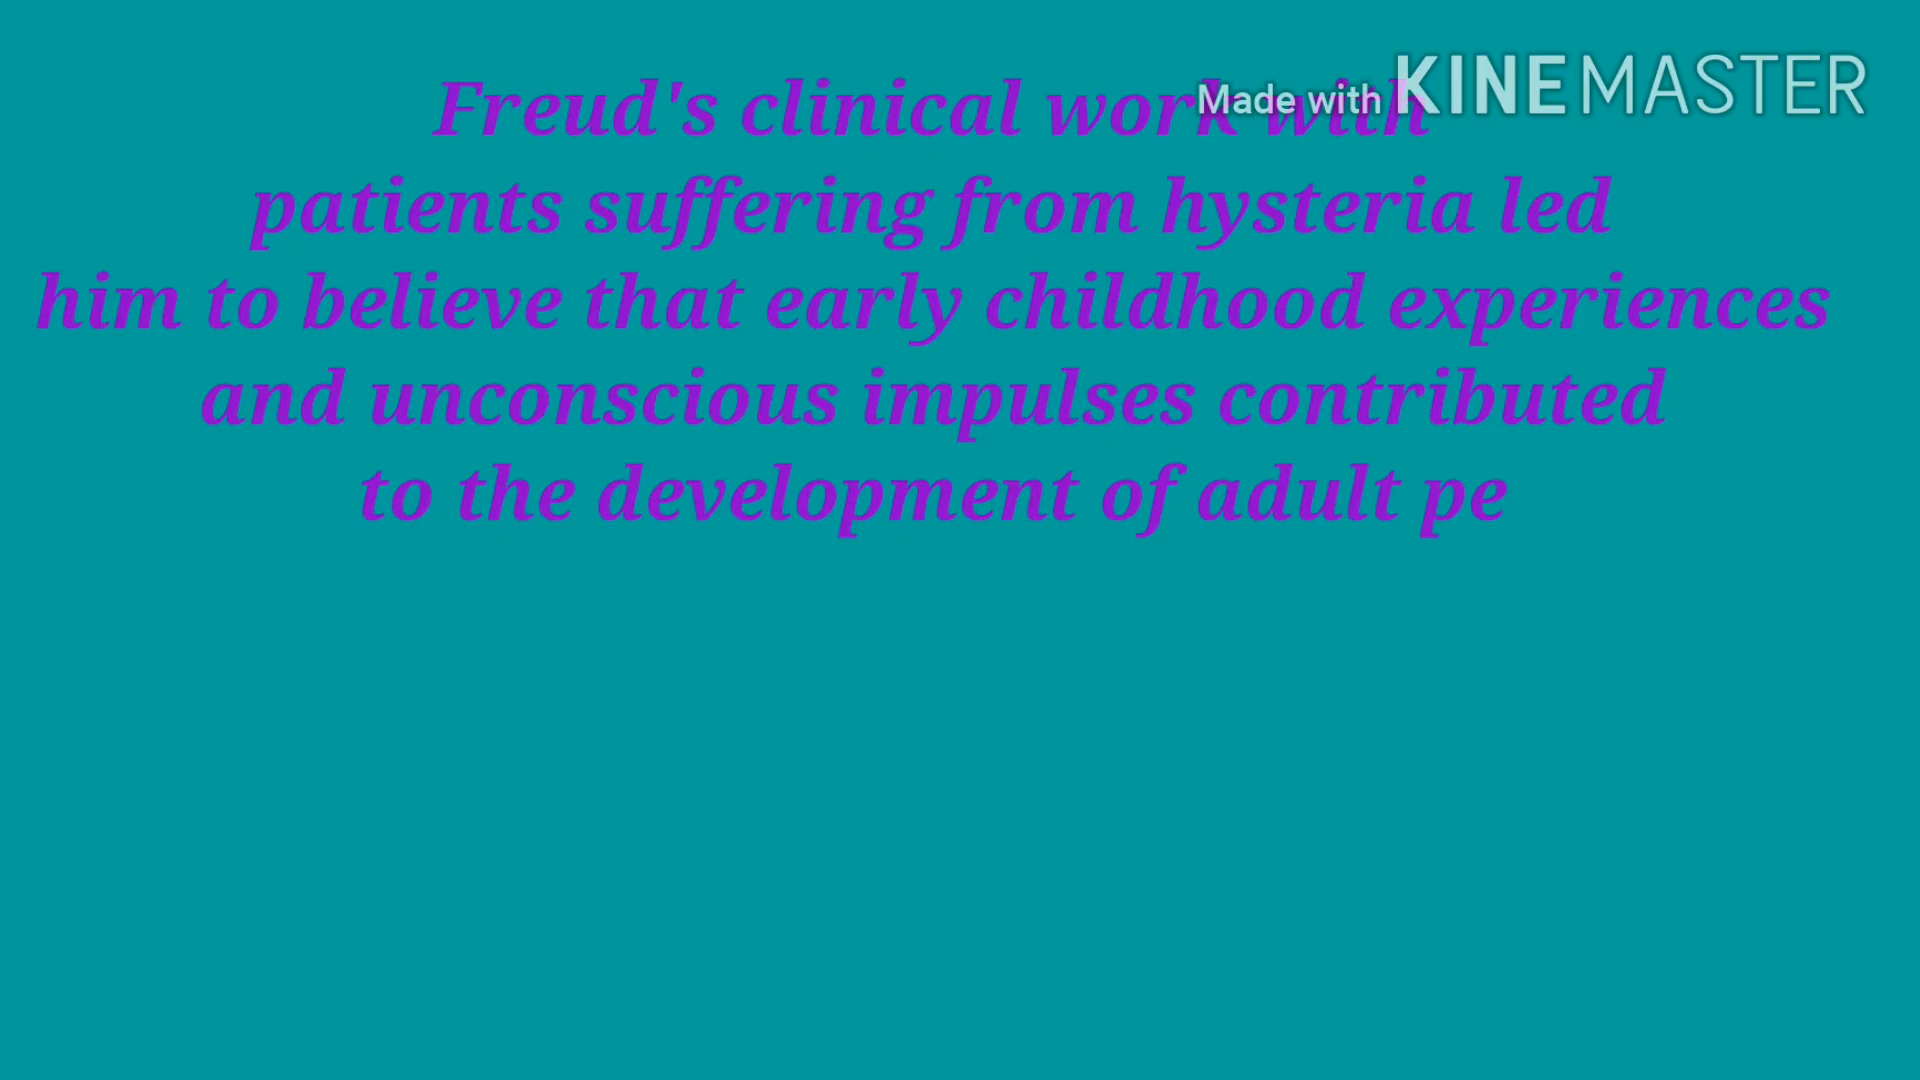 Made with KINEMASTER
Freud's clinical work with
patients suffering from hysteria led
him to believe that early childhood experiences
and unconscious impulses contributed
to the development of adult pe